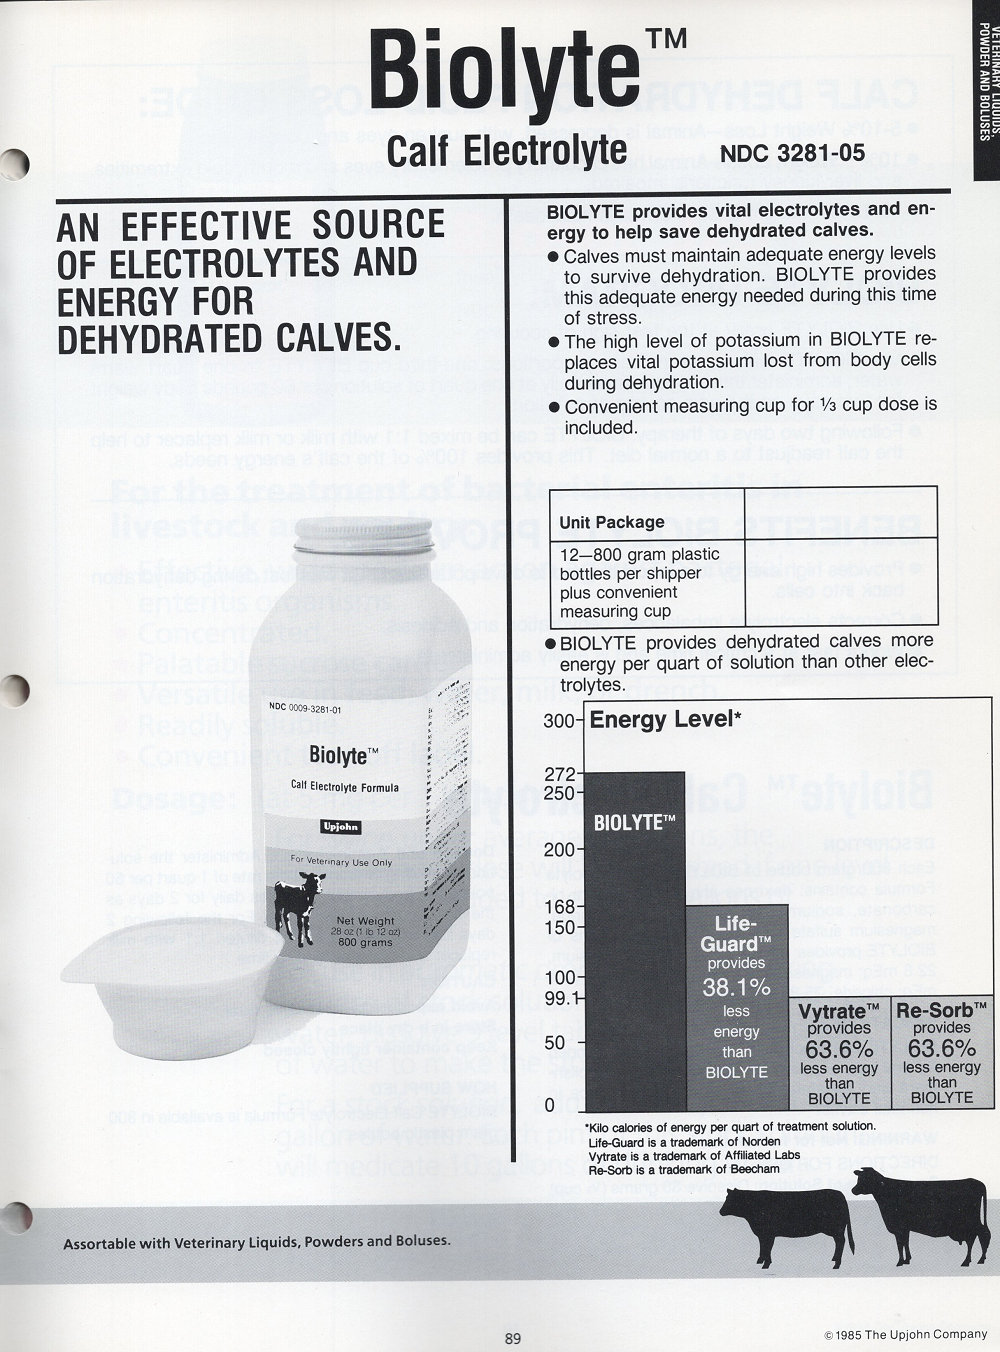 Biolyte™
Calf Electrolyte
NDC 3281-05
VETERINARY LIQUIDS
POWDER AND BOLUSES
AN EFFECTIVE SOURCE
OF ELECTROLYTES AND
ENERGY FOR
DEHYDRATED CALVES.
BIOLYTE provides vital electrolytes and en-
ergy to help save dehydrated calves.
● Calves must maintain adequate energy levels
to survive dehydration. BIOLYTE provides
this adequate energy needed during this time
of stress.
● The high level of potassium in BIOLYTE re-
places vital potassium lost from body cells
during dehydration.
● Convenient measuring cup for ⅓ cup dose is
included.
Unit Package
12—800 gram plastic
bottles per shipper
plus convenient
measuring cup
● BIOLYTE provides dehydrated calves more
energy per quart of solution than other elec-
trolytes.
NDC 0009-3281-01
Biolyte™
Calf Electrolyte Formula
Upjohn
For Veterinary Use Only
Net Weight
28 oz (1 lb 12 oz)
800 grams
Energy Level*
300
272
250
200
168
150
100
99.1
50
0
BIOLYTE™
Life-
Guard™
provides
38.1%
less
energy
than
BIOLYTE
Vytrate™
provides
63.6%
less energy
than
BIOLYTE
Re-Sorb™
provides
63.6%
less energy
than
BIOLYTE
*Kilo calories of energy per quart of treatment solution.
Life-Guard is a trademark of Norden
Vytrate is a trademark of Affiliated Labs
Re-Sorb is a trademark of Beecham
Assortable with Veterinary Liquids, Powders and Boluses.
89
© 1985 The Upjohn Company